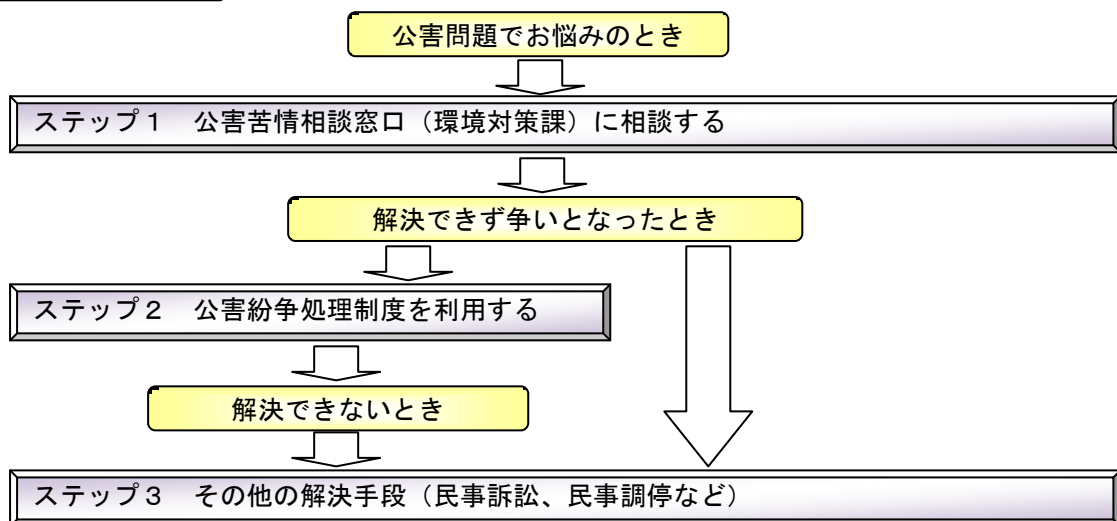 公害問題でお悩みのとき
ステップ１　公害苦情相談窓口（環境対策課）に相談する
解決できず争いとなったとき
ステップ２　公害紛争処理制度を利用する
解決できないとき
ステップ３　その他の解決手段（民事訴訟、民事調停など）